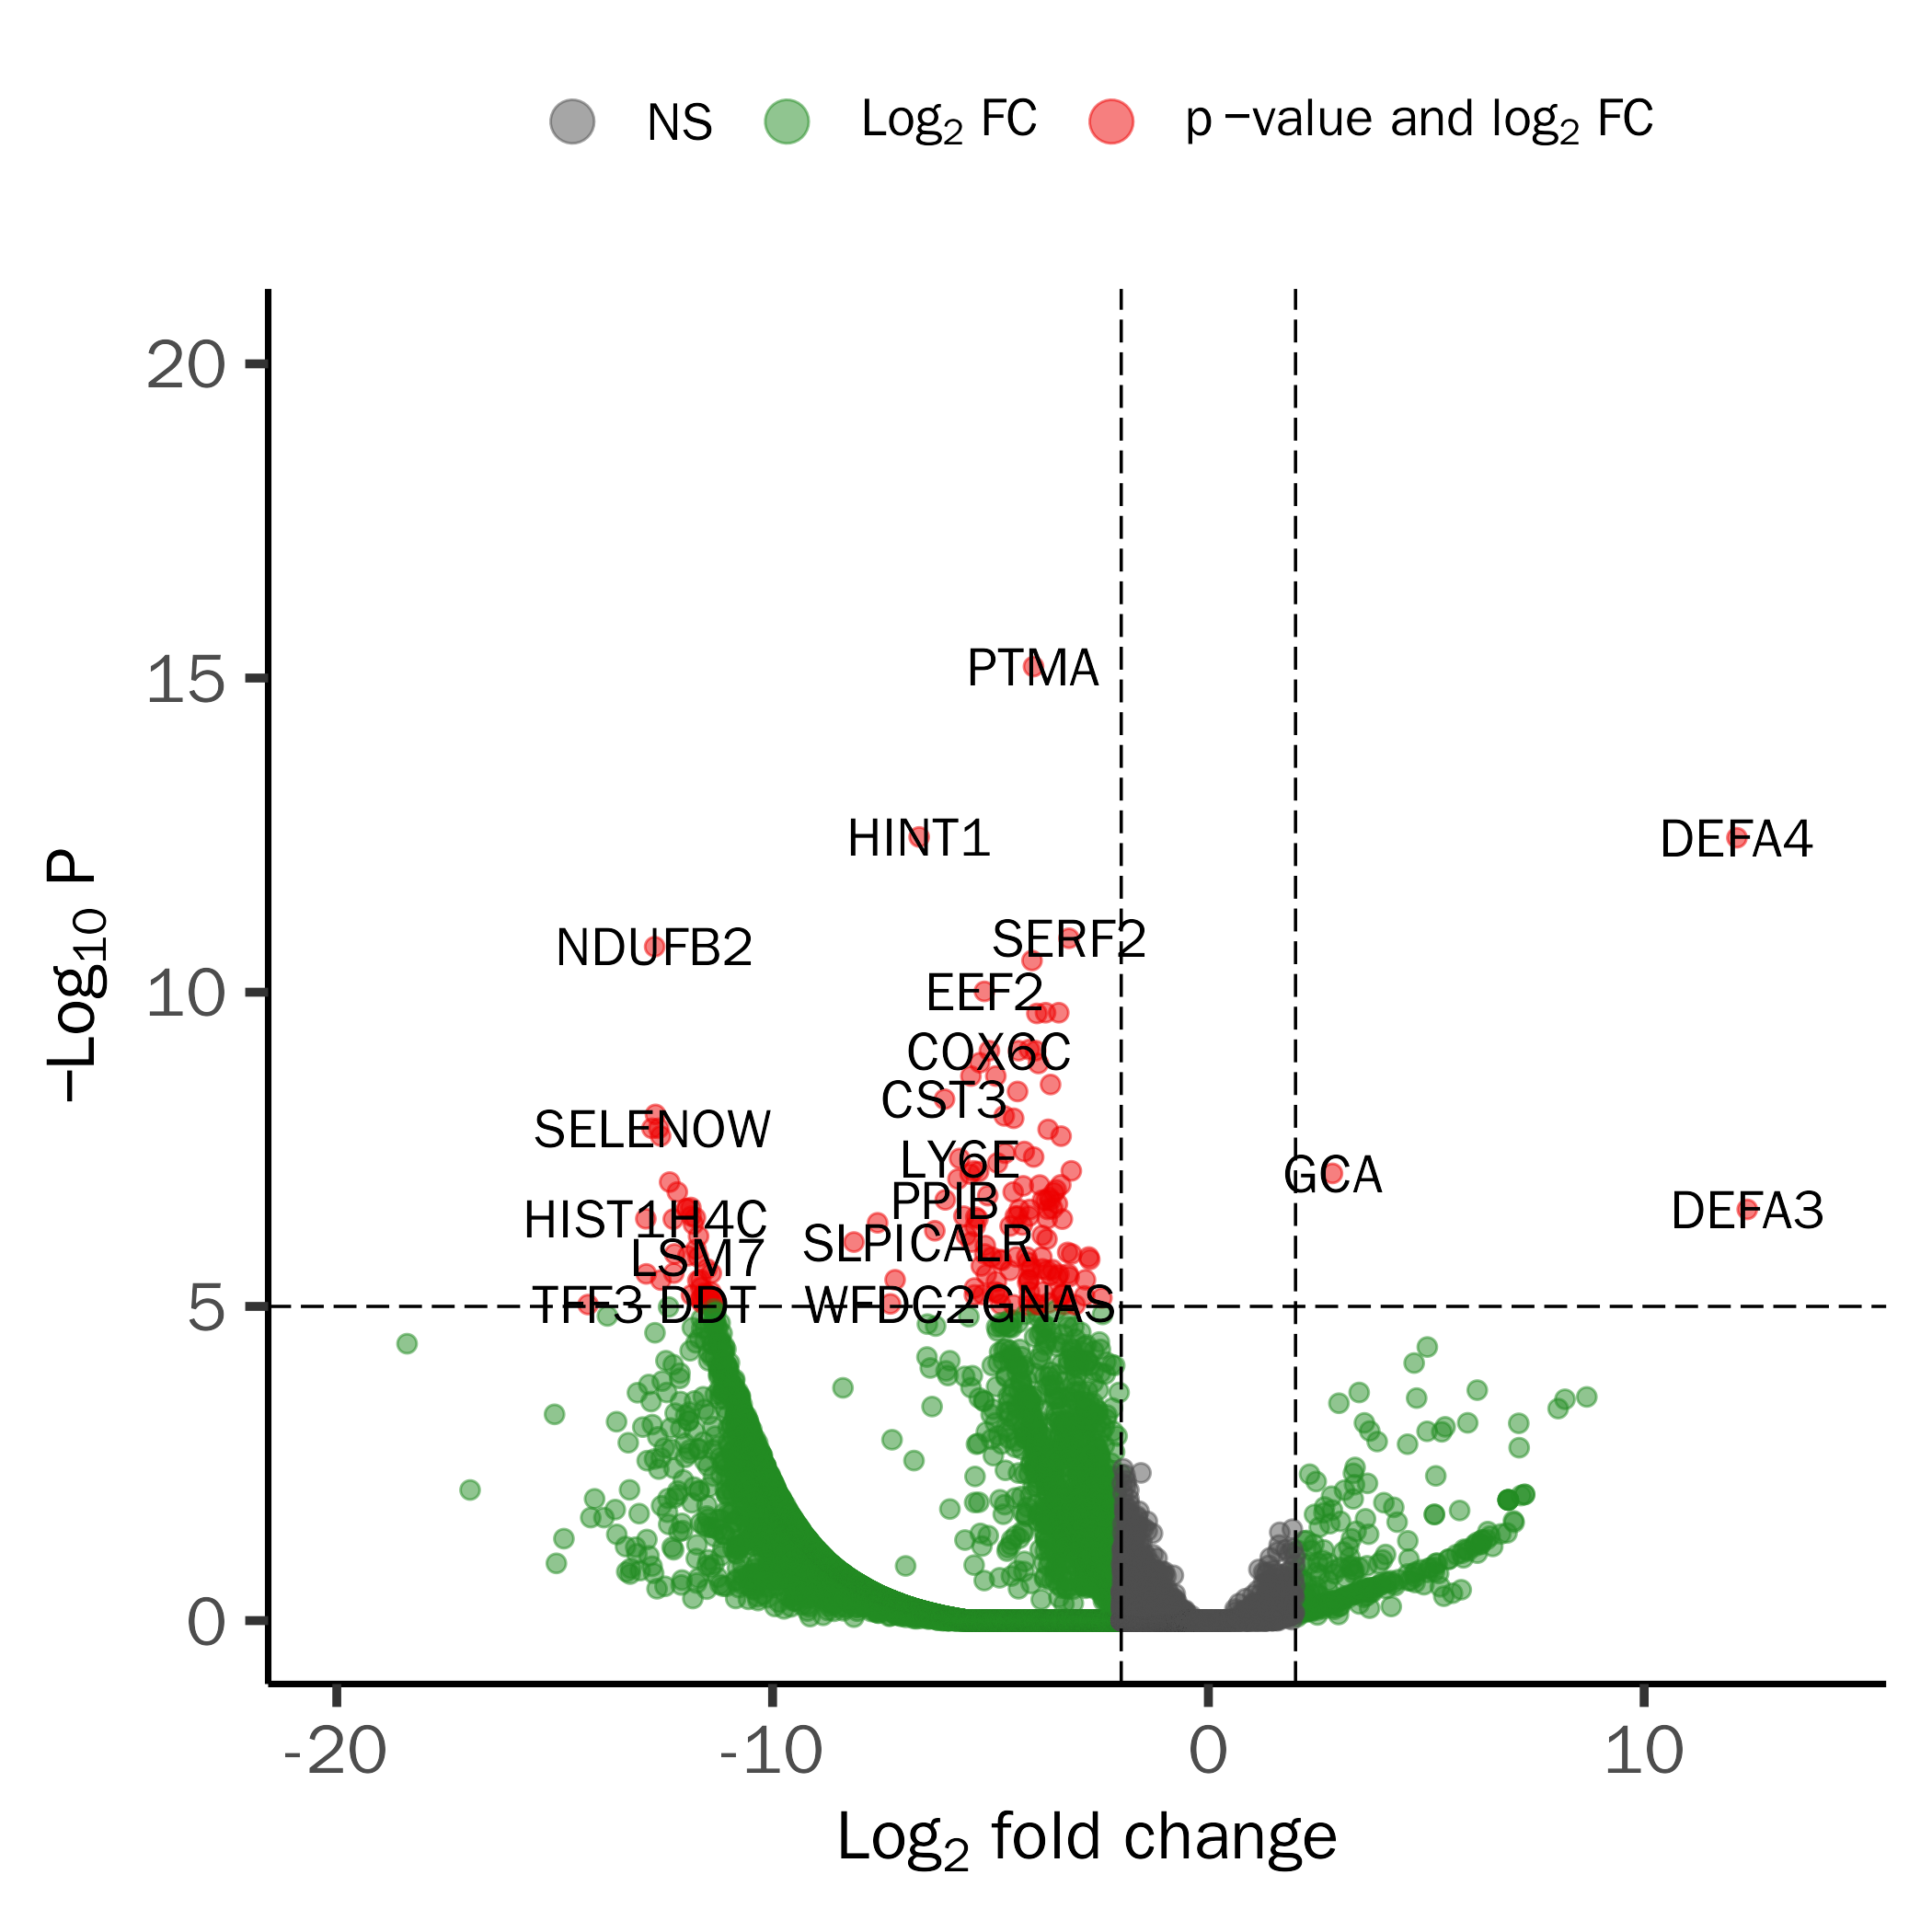 NS Log2 FC p −value and log2 FC
20
15
10
5
0
−Log10 P
PTMA
HINT1
DEFA4
SERF2
NDUFB2
EEF2
COX6C
CST3
SELENOW
LY6E
GCA
PPIB
DEFA3
HIST1H4C
SLPI CALR
LSM7
TFF3 DDT WFDC2 GNAS
-20 -10 0 10
Log2 fold change